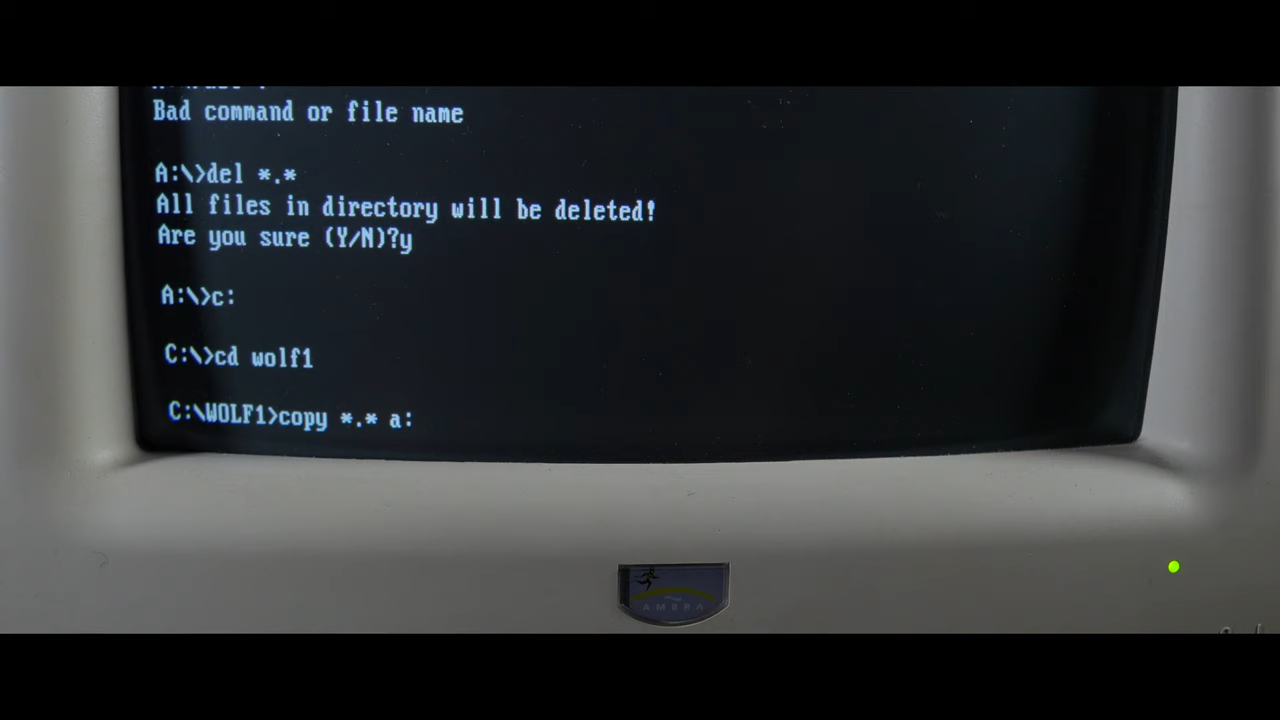 Bad command or file name
A:\>del *.*
All files in directory will be deleted!
Are you sure (Y/N)?y
A:\>c:
C:\>cd wolf1
C:\WOLF1>copy *.* a:
AMBRA